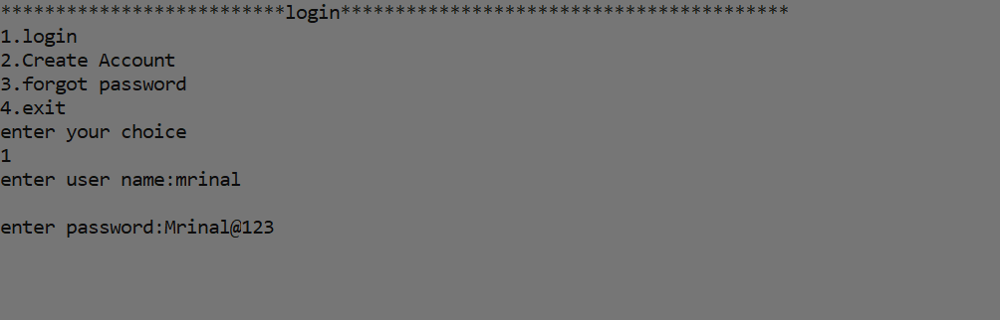 **************************login*****************************************
1.login
2.Create Account
3.forgot password
4.exit
enter your choice
1
enter user name:mrinal
enter password:Mrinal@123